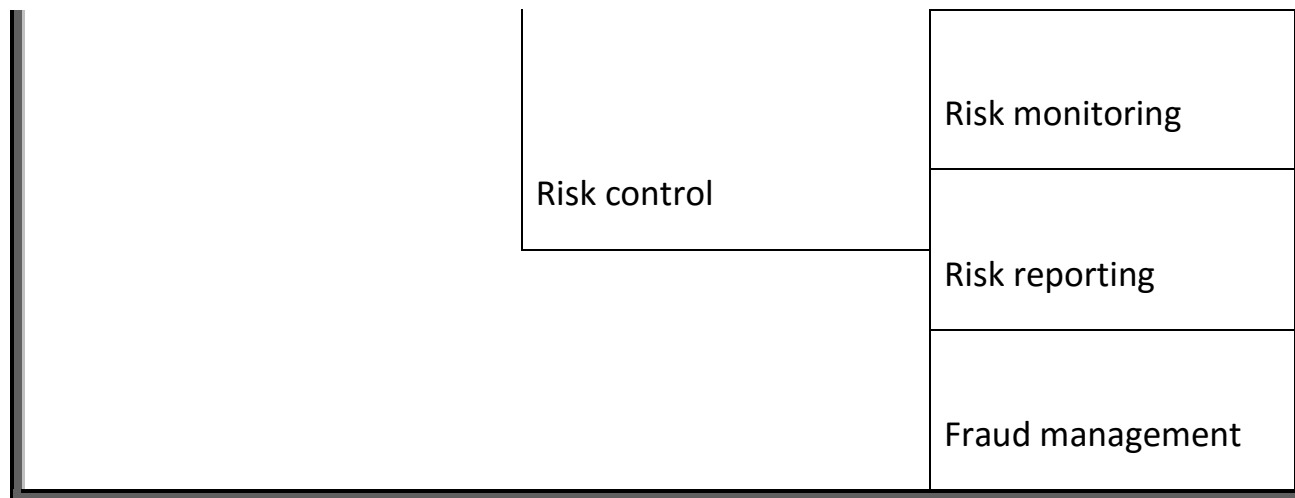 Risk monitoring
Risk control
Risk reporting
Fraud management